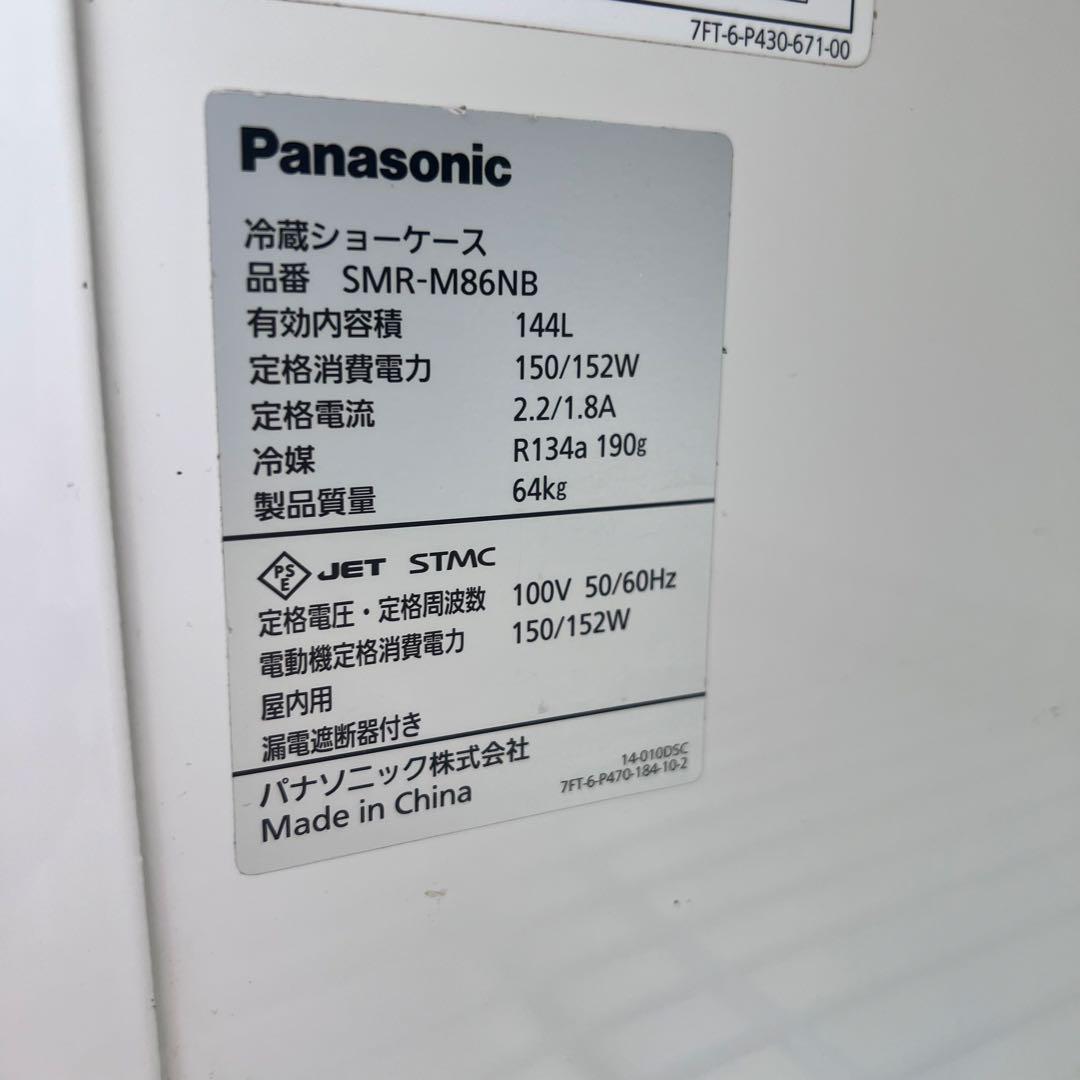 7FT-6-P430-671-00
Panasonic
冷蔵ショーケース
品番 SMR-M86NB
有効内容積 144L
定格消費電力 150/152W
定格電流 2.2/1.8A
冷媒 R134a 190g
製品質量 64kg
PSE JET STMC
定格電圧・定格周波数 100V 50/60Hz
電動機定格消費電力 150/152W
屋内用
漏電遮断器付き
パナソニック株式会社 14-010DSC
Made in China 7FT-6-P470-184-10-2